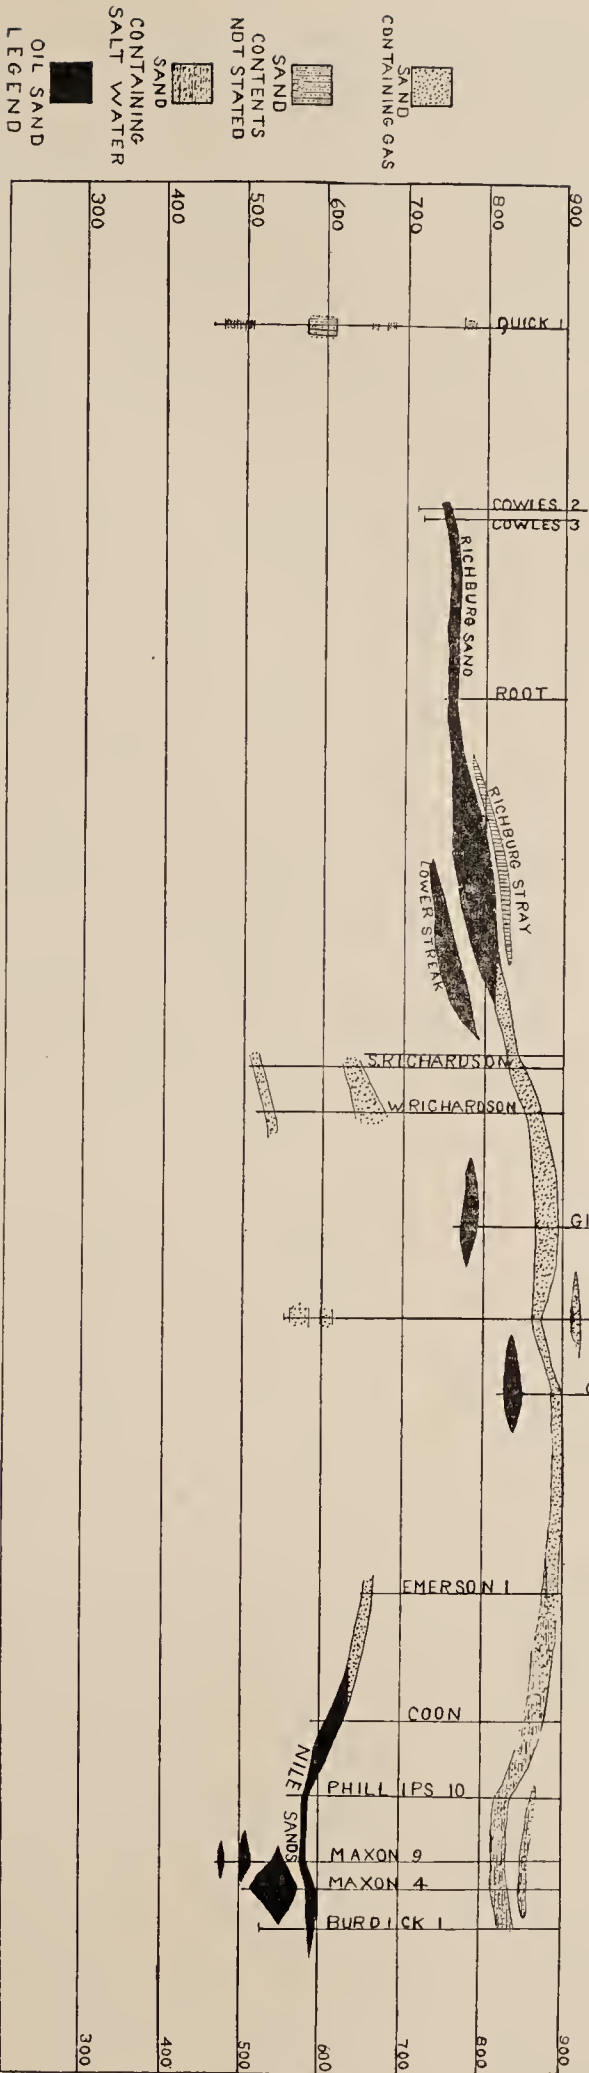 SAND
CONTAINING GAS
SAND
CONTENTS
NOT STATED
SAND
CONTAINING
SALT WATER
OIL SAND
LEGEND
900
800
700
600
500
400
300
QUICK 1
COWLES 2
COWLES 3
RICHBURG SAND
ROOT
RICHBURG STRAY
LOWER STREAK
S.RICHARDSON
W.RICHARDSON
EMERSON 1
COON
NILE SANDS
PHILLIPS 10
MAXON 9
MAXON 4
BURDICK 1
900
800
700
600
500
300